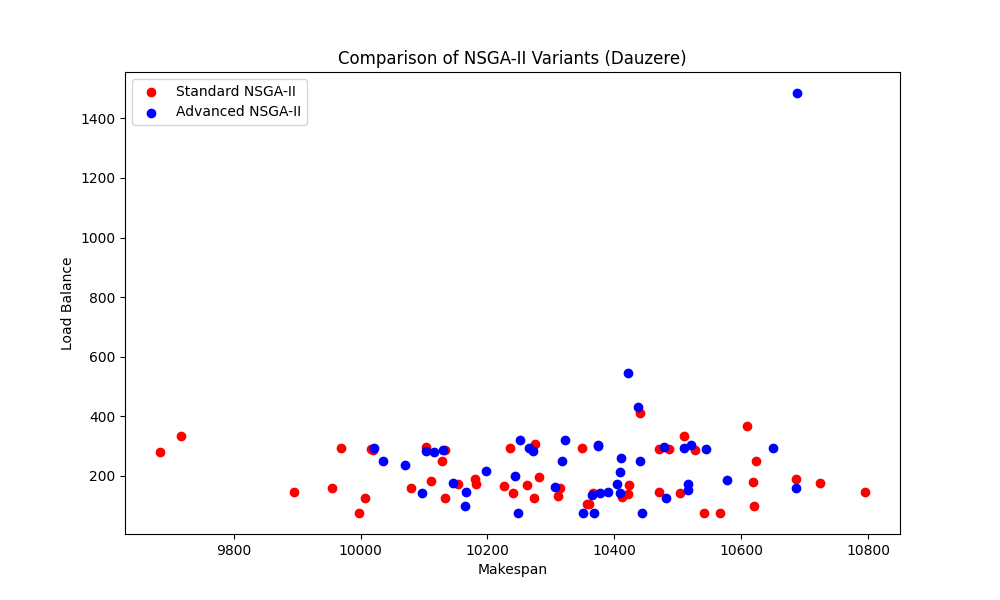 Comparison of NSGA-II Variants (Dauzere)
Standard NSGA-II
Advanced NSGA-II
Load Balance
1400
1200
1000
800
600
400
200
9800 10000 10200 10400 10600 10800
Makespan